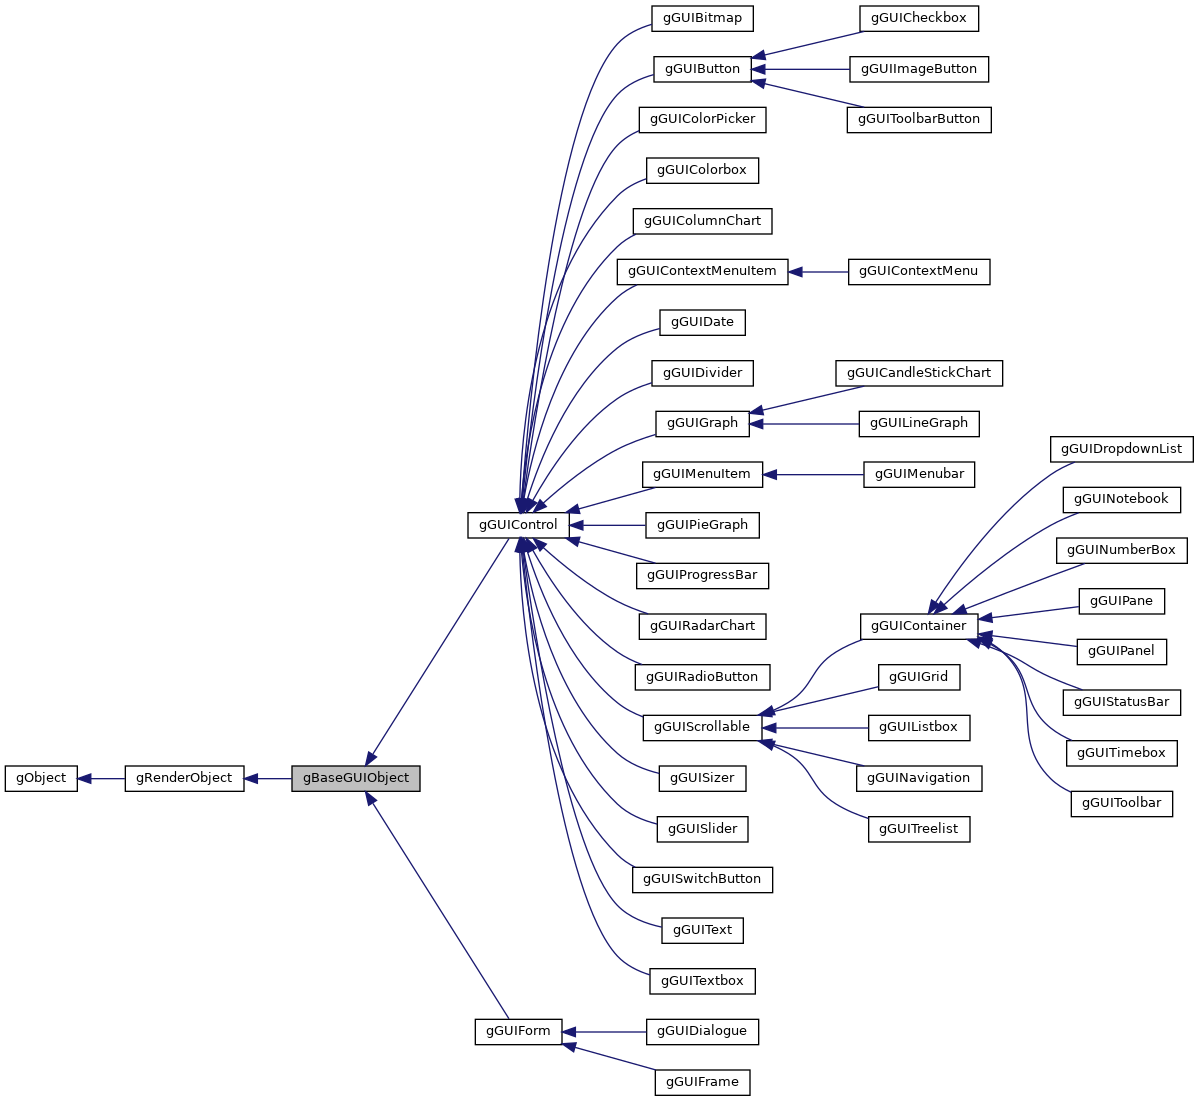 gGUIBitmap
gGUICheckbox
gGUIButton
gGUIImageButton
gGUIColorPicker
gGUIToolbarButton
gGUIColorbox
gGUIColumnChart
gGUIContextMenuItem
gGUIContextMenu
gGUIDate
gGUIDivider
gGUICandleStickChart
gGUIGraph
gGUILineGraph
gGUIDropdownList
gGUIMenuItem
gGUIMenubar
gGUINotebook
gGUIControl
gGUIPieGraph
gGUINumberBox
gGUIProgressBar
gGUIPane
gGUIRadarChart
gGUIContainer
gGUIPanel
gGUIRadioButton
gGUIGrid
gGUIStatusBar
gGUIScrollable
gGUIListbox
gGUITimebox
gObject
gRenderObject
gBaseGUIObject
gGUISizer
gGUINavigation
gGUIToolbar
gGUISlider
gGUITreelist
gGUISwitchButton
gGUIText
gGUITextbox
gGUIForm
gGUIDialogue
gGUIFrame